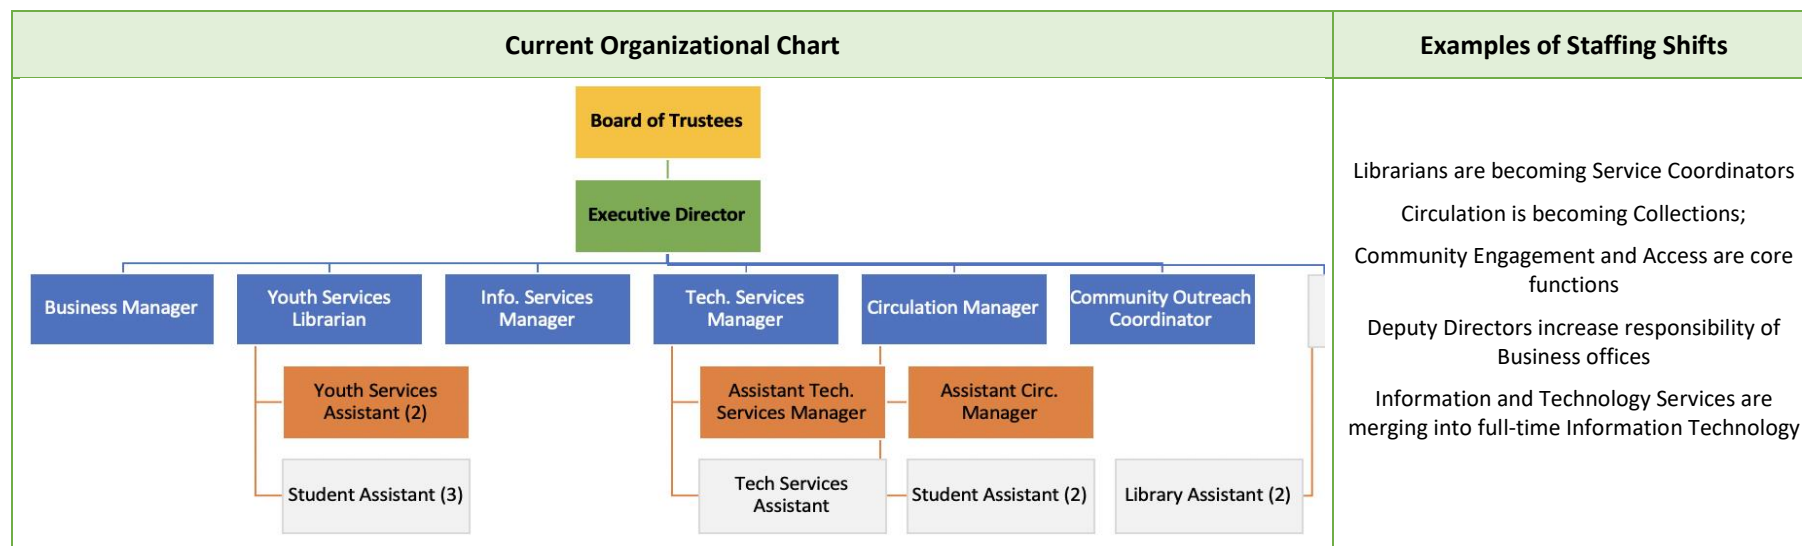 Current Organizational Chart
Examples of Staffing Shifts
Board of Trustees
Executive Director
Business Manager
Youth Services
Librarian
Info. Services
Manager
Tech. Services
Manager
Circulation Manager
Community Outreach
Coordinator
Youth Services
Assistant (2)
Assistant Tech.
Services Manager
Assistant Circ.
Manager
Student Assistant (3)
Tech Services
Assistant
Student Assistant (2)
Library Assistant (2)
Librarians are becoming Service Coordinators
Circulation is becoming Collections;
Community Engagement and Access are core
functions
Deputy Directors increase responsibility of
Business offices
Information and Technology Services are
merging into full-time Information Technology